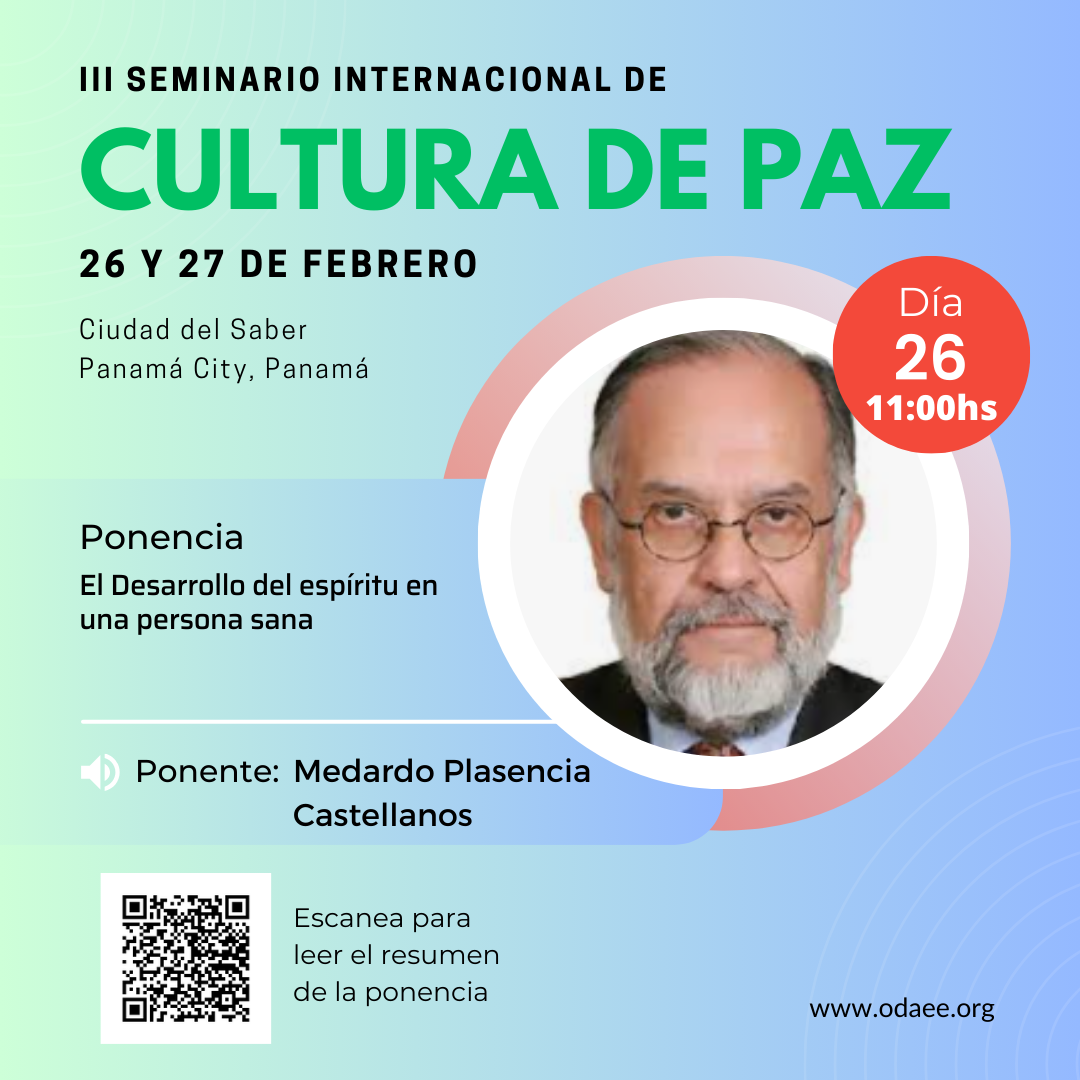 III SEMINARIO INTERNACIONAL DE
CULTURA DE PAZ
26 Y 27 DE FEBRERO
Ciudad del Saber
Panamá City, Panamá
Día
26
11:00hs
Ponencia
El Desarrollo del espíritu en
una persona sana
Ponente: Medardo Plasencia
Castellanos
Escanea para
leer el resumen
de la ponencia
www.odaee.org